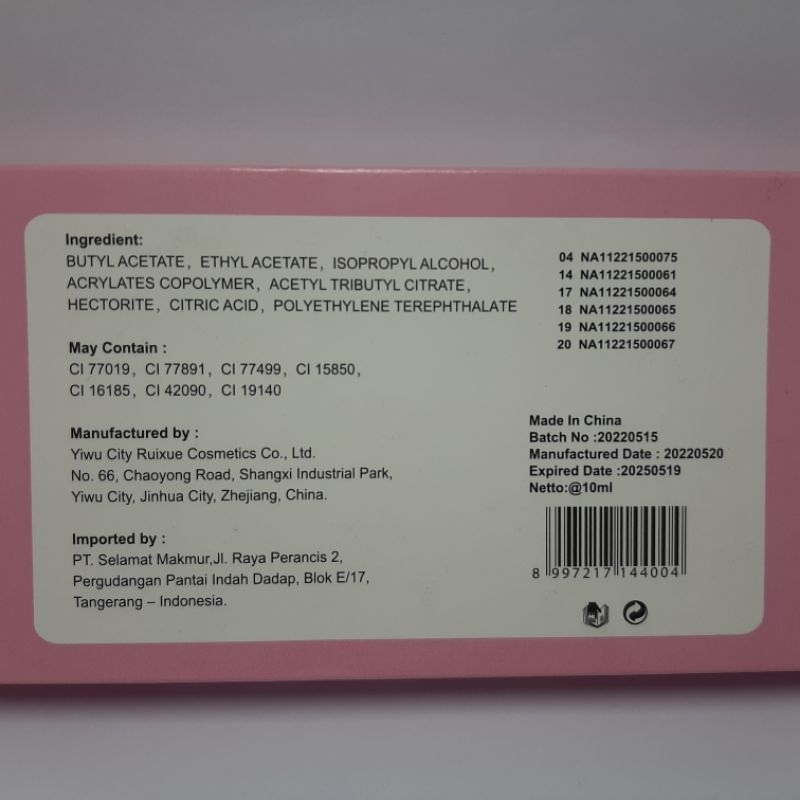 Ingredient:
BUTYL ACETATE, ETHYL ACETATE, ISOPROPYL ALCOHOL,
ACRYLATES COPOLYMER, ACETYL TRIBUTYL CITRATE,
HECTORITE, CITRIC ACID, POLYETHYLENE TEREPHTHALATE
May Contain :
CI 77019, CI 77891, CI 77499, CI 15850,
CI 16185, CI 42090, CI 19140
Manufactured by :
Yiwu City Ruixue Cosmetics Co., Ltd.
No. 66, Chaoyong Road, Shangxi Industrial Park,
Yiwu City, Jinhua City, Zhejiang, China.
Imported by :
PT. Selamat Makmur,Jl. Raya Perancis 2,
Pergudangan Pantai Indah Dadap, Blok E/17,
Tangerang – Indonesia.
04 NA11221500075
14 NA11221500061
17 NA11221500064
18 NA11221500065
19 NA11221500066
20 NA11221500067
Made In China
Batch No :20220515
Manufactured Date : 20220520
Expired Date :20250519
Netto:@10ml
8 997217 144004